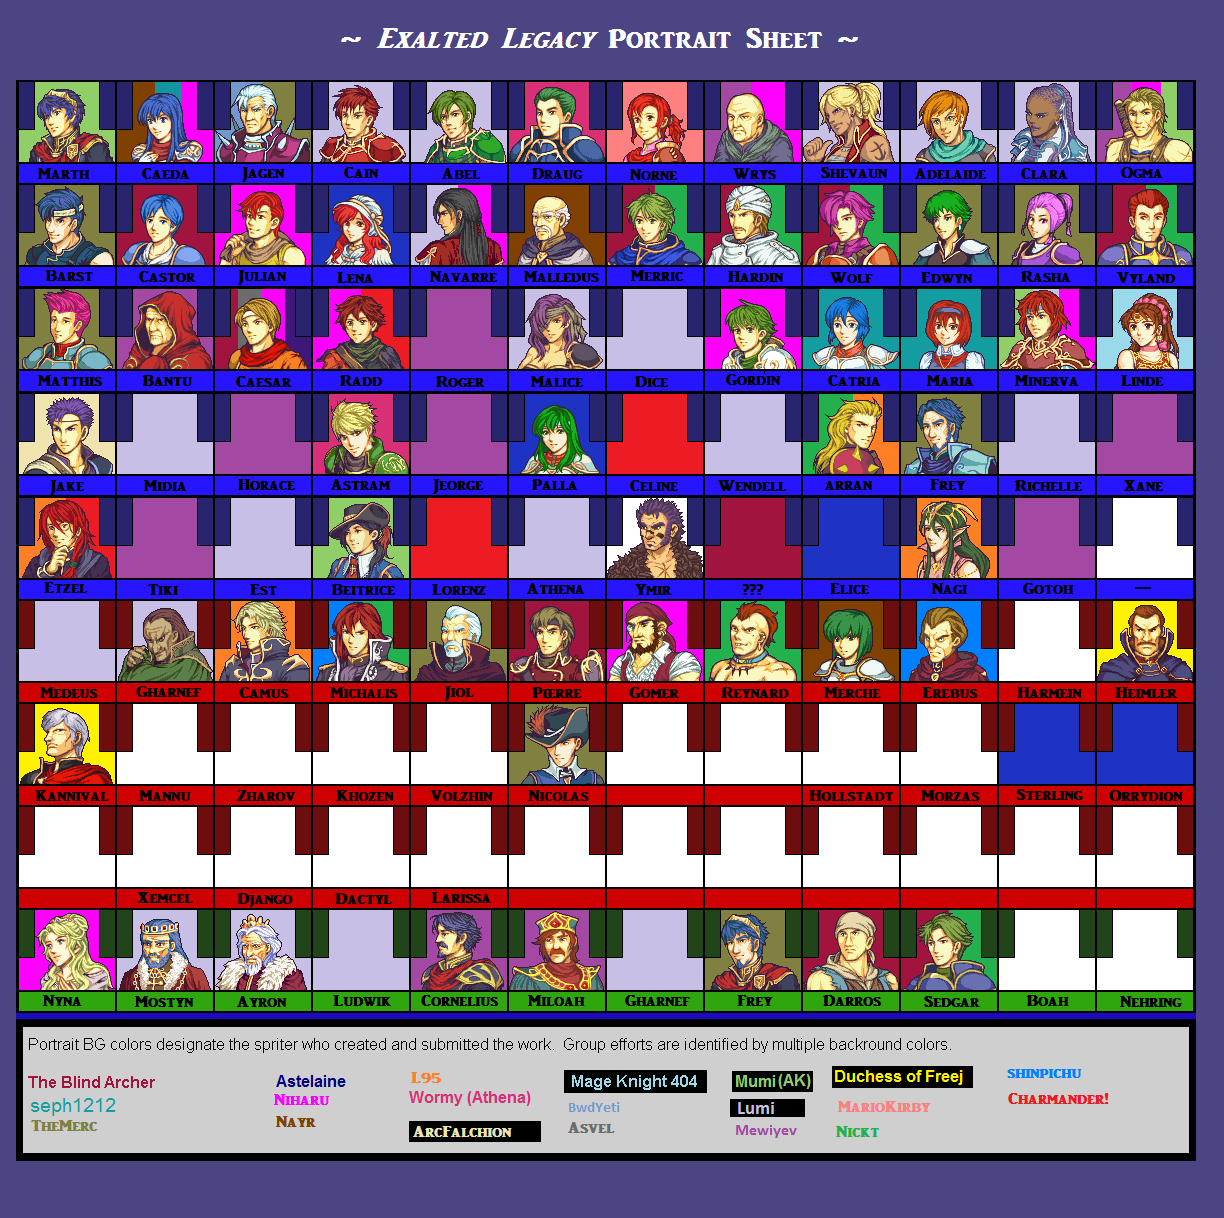 ~ Exalted Legacy Portrait Sheet ~
Marth Caeda Jagen Cain Abel Draug Norne Wrys Shevaun Adelaide Clara Ogma
Barst Castor Julian Lena Navarre Malledus Merric Hardin Wolf Edwyn Rasha Vyland
Matthis Bantu Caesar Radd Roger Malice Dice Gordin Catria Maria Minerva Linde
Jake Midia Horace Astram Jeorge Palla Celine Wendell arran Frey Richelle Xane
Etzel Tiki Est Beitrice Lorenz Athena Ymir ??? Elice Nagi Gotoh —
Medeus Gharnef Camus Michalis Jiol Pierre Gomer Reynard Merche Erebus Harmein Heimler
Kannival Mannu Zharov Khozen Volzhin Nicolas Hollstadt Morzas Sterling Orrydion
Xemcel Django Dactyl Larissa
Nyna Mostyn Ayron Ludwik Cornelius Miloah Gharnef Frey Darros Sedgar Boah Nehring
Portrait BG colors designate the spriter who created and submitted the work. Group efforts are identified by multiple backround colors.
The Blind Archer Astelaine L95 Mage Knight 404 Mumi (AK) Duchess of Freej shinpichu
seph1212 Niharu Wormy (Athena) BwdYeti Lumi MarioKirby Charmander!
TheMerc Nayr ArcFalchion Asvel Mewiyev Nickt